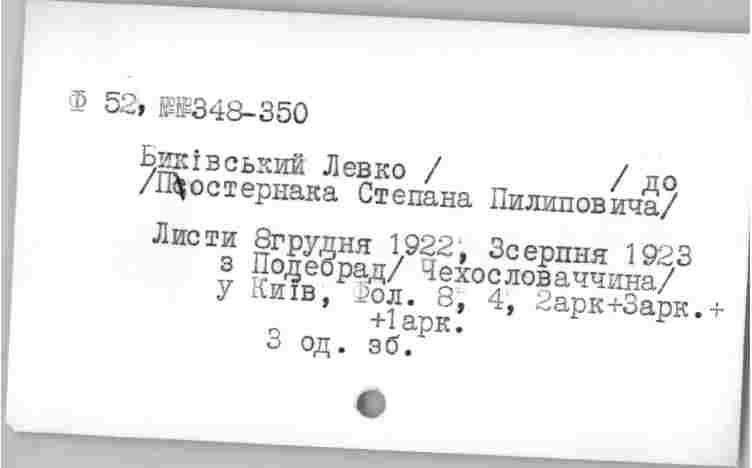 Ф 52, №№348-350
Биківський Левко / / до
/Постернака Степана Пилиповича/
Листи 8грудня 1922, 3серпня 1923
з Подебрад/ Чехословаччина/
у Київ, Фол. 8, 4, 2арк+3арк.+
+1арк.
3 од. зб.